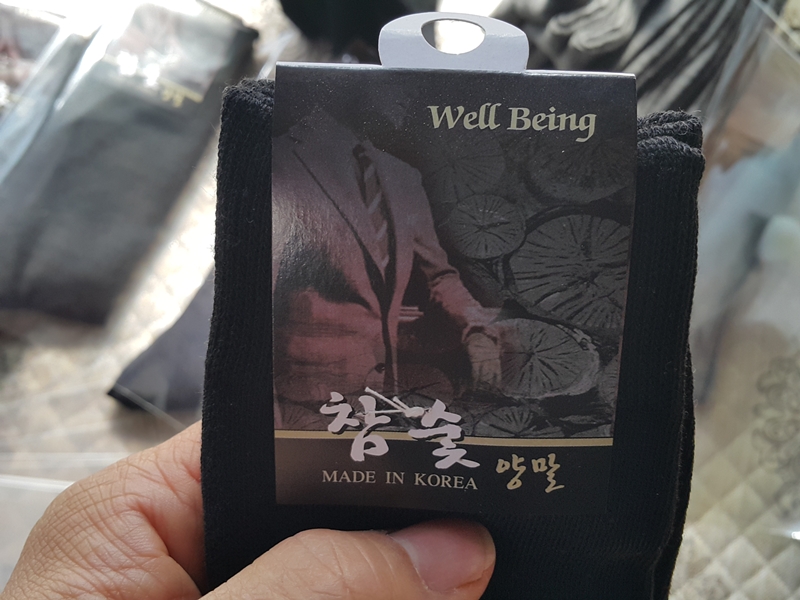 Well Being
참숯
MADE IN KOREA 양말